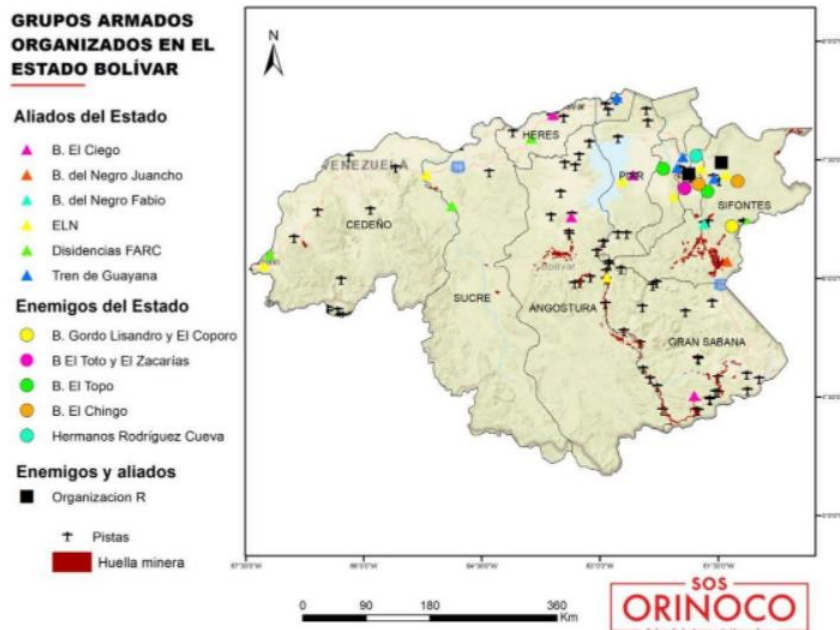 GRUPOS ARMADOS
ORGANIZADOS EN EL
ESTADO BOLÍVAR
Aliados del Estado
B. El Ciego
B. del Negro Juancho
B. del Negro Fabio
ELN
Disidencias FARC
Tren de Guayana
Enemigos del Estado
B. Gordo Lisandro y El Coporo
B El Toto y El Zacarías
B. El Topo
B. El Chingo
Hermanos Rodríguez Cueva
Enemigos y aliados
Organizacion R
Pistas
Huella minera
N
HERES
VENEZUELA
PIAR
SIFONTES
CEDEÑO
Bolívar
SUCRE
ANGOSTURA
GRAN SABANA
0 90 180 360
Km
SOS
ORINOCO